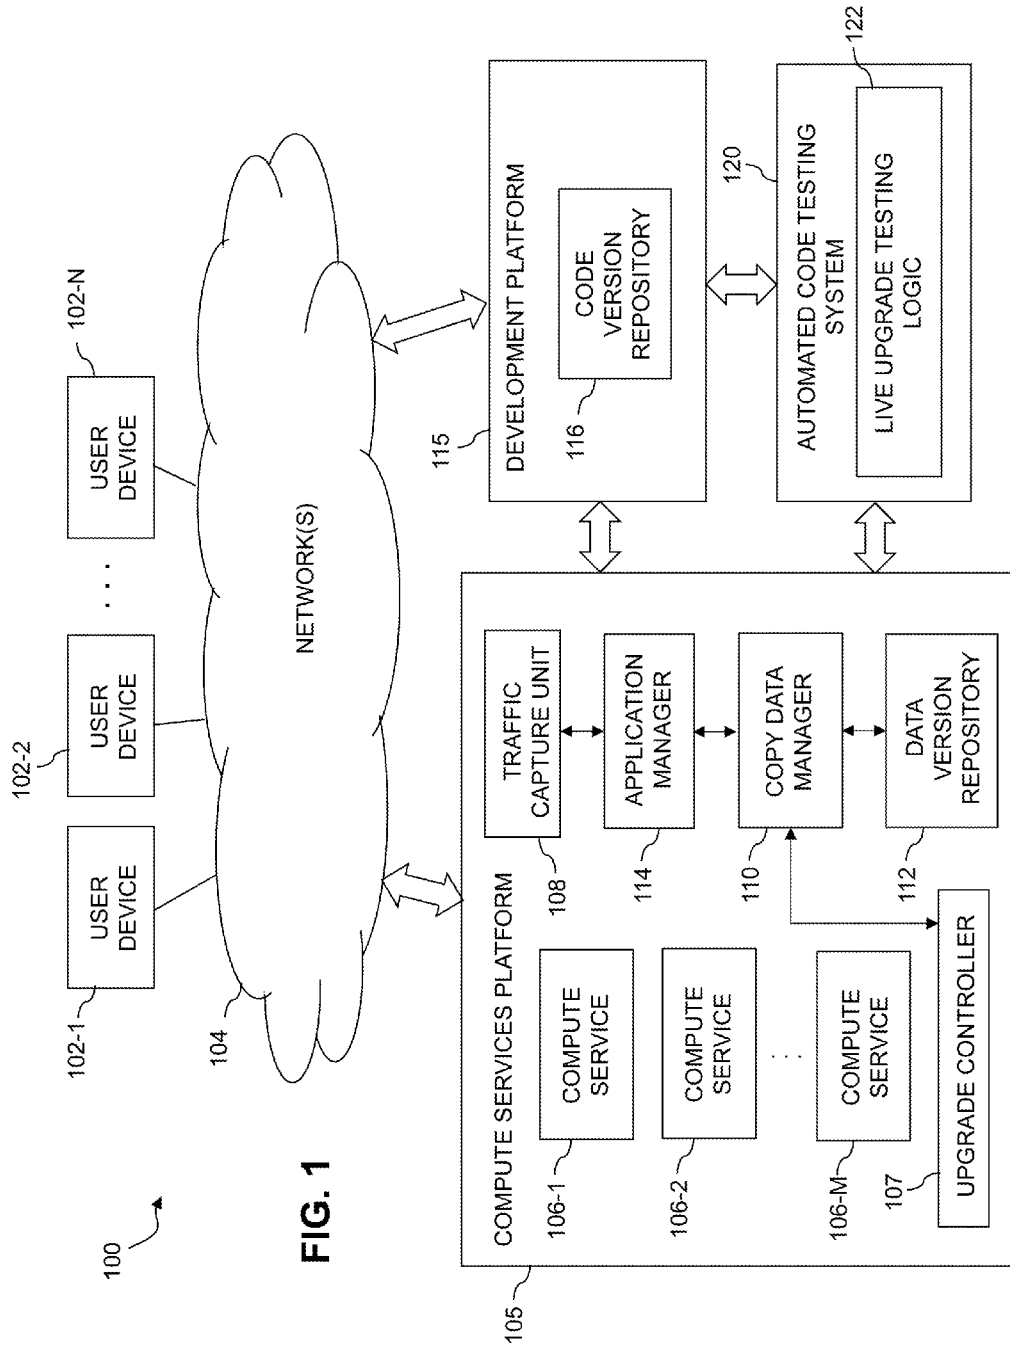 100
FIG. 1
102-1
USER
DEVICE
102-2
USER
DEVICE
. . .
102-N
USER
DEVICE
104
NETWORK(S)
105
COMPUTE SERVICES PLATFORM
106-1
COMPUTE
SERVICE
106-2
COMPUTE
SERVICE
. . .
106-M
COMPUTE
SERVICE
107
UPGRADE CONTROLLER
108
TRAFFIC
CAPTURE UNIT
114
APPLICATION
MANAGER
110
COPY DATA
MANAGER
112
DATA
VERSION
REPOSITORY
115
DEVELOPMENT PLATFORM
116
CODE
VERSION
REPOSITORY
120
AUTOMATED CODE TESTING
SYSTEM
122
LIVE UPGRADE TESTING
LOGIC